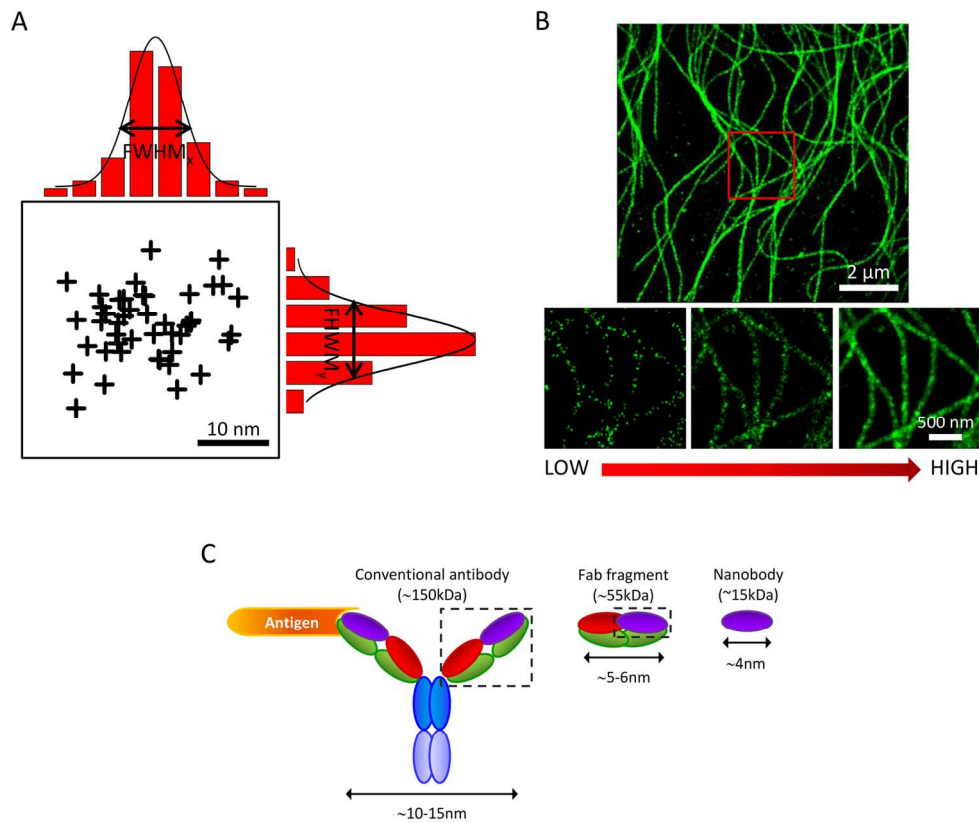 A
FWHMx
FHWMy
10 nm
B
2 µm
500 nm
LOW
HIGH
C
Conventional antibody
(~150kDa)
Fab fragment
(~55kDa)
Nanobody
(~15kDa)
Antigen
~5-6nm
~4nm
~10-15nm